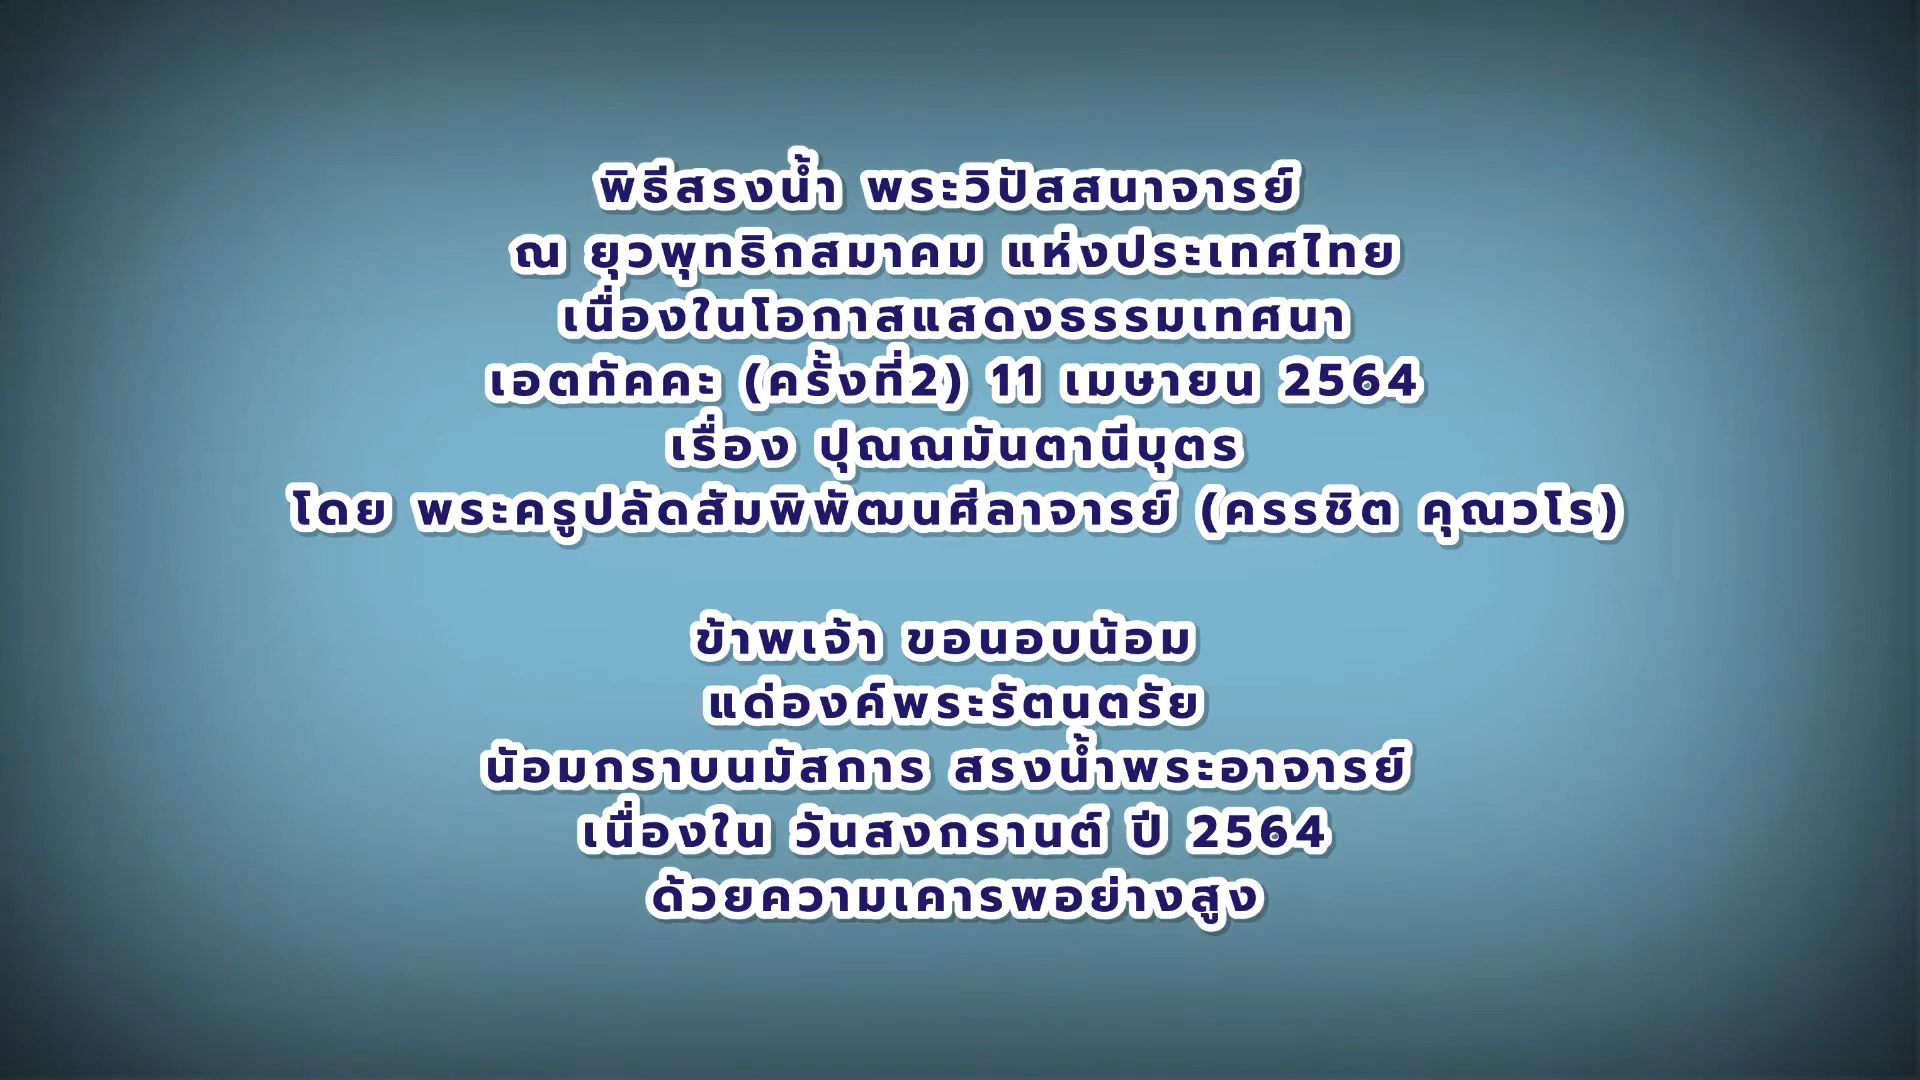 พิธีสรงน้ำ พระวิปัสสนาจารย์
ณ ยุวพุทธิกสมาคม แห่งประเทศไทย
เนื่องในโอกาสแสดงธรรมเทศนา
เอตทัคคะ (ครั้งที่2) 11 เมษายน 2564
เรื่อง ปุณณมันตานีบุตร
โดย พระครูปลัดสัมพิพัฒนศีลาจารย์ (ครรชิต คุณวโร)
ข้าพเจ้า ขอนอบน้อม
แด่องค์พระรัตนตรัย
น้อมกราบนมัสการ สรงน้ำพระอาจารย์
เนื่องใน วันสงกรานต์ ปี 2564
ด้วยความเคารพอย่างสูง